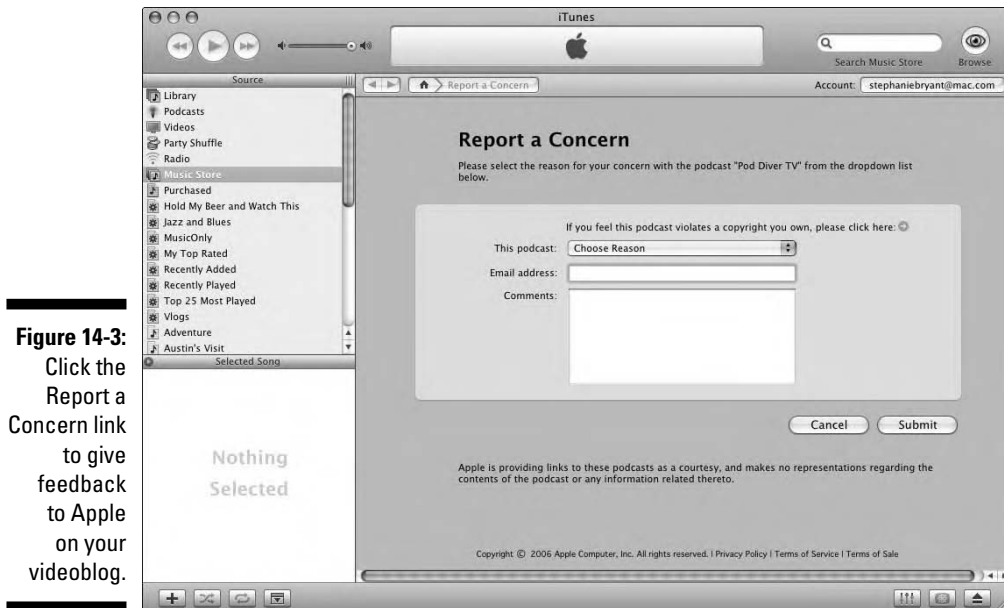 iTunes
Search Music Store
Browse
Source
Library
Podcasts
Videos
Party Shuffle
Radio
Music Store
Purchased
Hold My Beer and Watch This
Jazz and Blues
MusicOnly
My Top Rated
Recently Added
Recently Played
Top 25 Most Played
Vlogs
Adventure
Austin's Visit
Selected Song
Nothing
Selected
Report a Concern
Account: stephaniebryant@mac.com
Report a Concern
Please select the reason for your concern with the podcast "Pod Diver TV" from the dropdown list
below.
If you feel this podcast violates a copyright you own, please click here:
This podcast: Choose Reason
Email address:
Comments:
Cancel Submit
Apple is providing links to these podcasts as a courtesy, and makes no representations regarding the
contents of the podcast or any information related thereto.
Copyright © 2006 Apple Computer, Inc. All rights reserved. | Privacy Policy | Terms of Service | Terms of Sale
Figure 14-3:
Click the
Report a
Concern link
to give
feedback
to Apple
on your
videoblog.